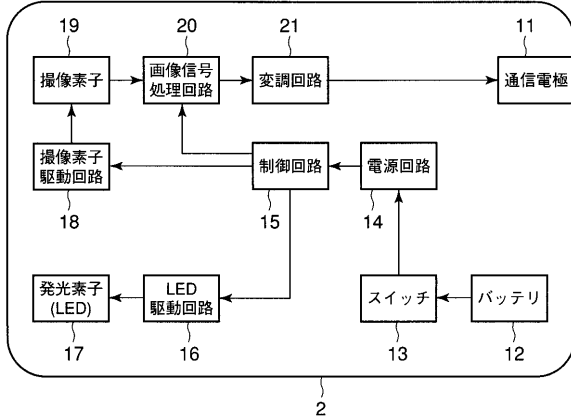 19
20
21
11
撮像素子
画像信号
処理回路
変調回路
通信電極
撮像素子
駆動回路
制御回路
電源回路
18
15
14
発光素子
(LED)
LED
駆動回路
スイッチ
バッテリ
17
16
13
12
2